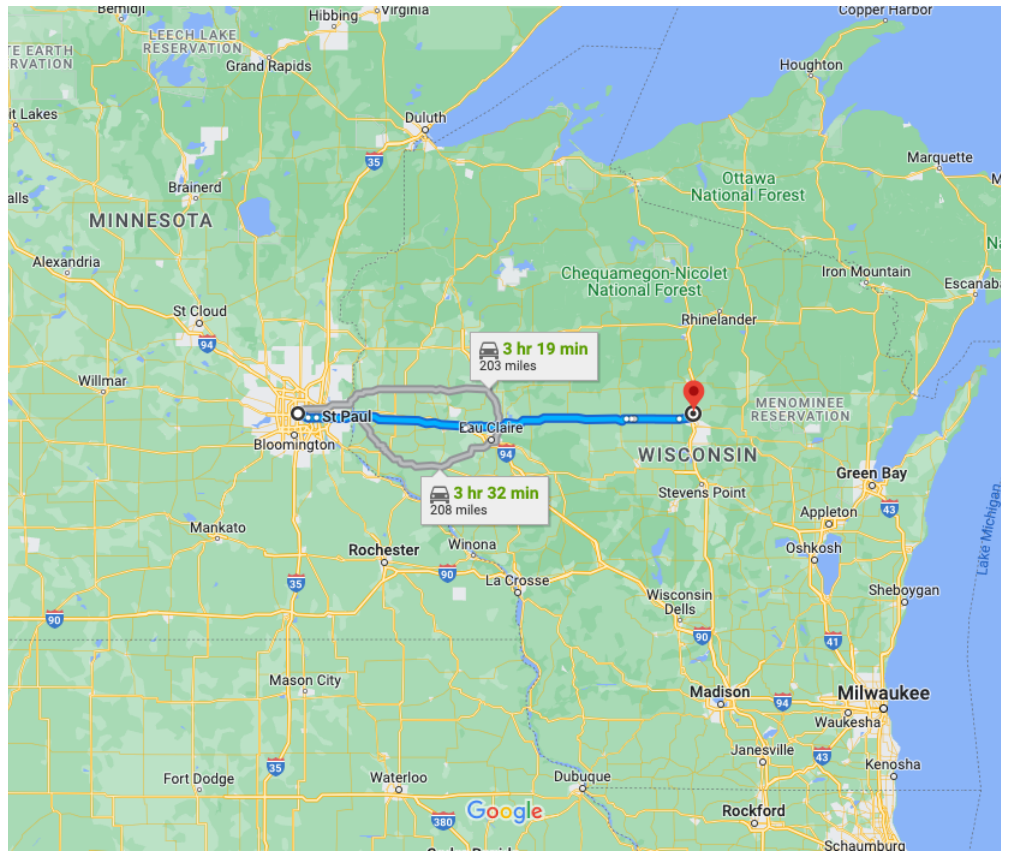 Bemidji
Hibbing
Virginia
Copper Harbor
LEECH LAKE
RESERVATION
TE EARTH
RVATION
Grand Rapids
Houghton
it Lakes
Duluth
35
Marquette
M
Brainerd
alls
Ottawa
National Forest
MINNESOTA
Na
Alexandria
Chequamegon-Nicolet
National Forest
Iron Mountain
Escanaba
St Cloud
Rhinelander
94
3 hr 19 min
203 miles
Willmar
MENOMINEE
RESERVATION
St Paul
Eau Claire
Bloomington
94
WISCONSIN
Green Bay
3 hr 32 min
208 miles
Stevens Point
43
Appleton
Mankato
Lake Michigan
Winona
Rochester
Oshkosh
90
La Crosse
35
Sheboygan
Wisconsin
Dells
90
90
41
Mason City
Madison
Milwaukee
94
Waukesha
Janesville
43
35
Kenosha
Fort Dodge
Waterloo
Dubuque
Google
Rockford
380
Schaumburg